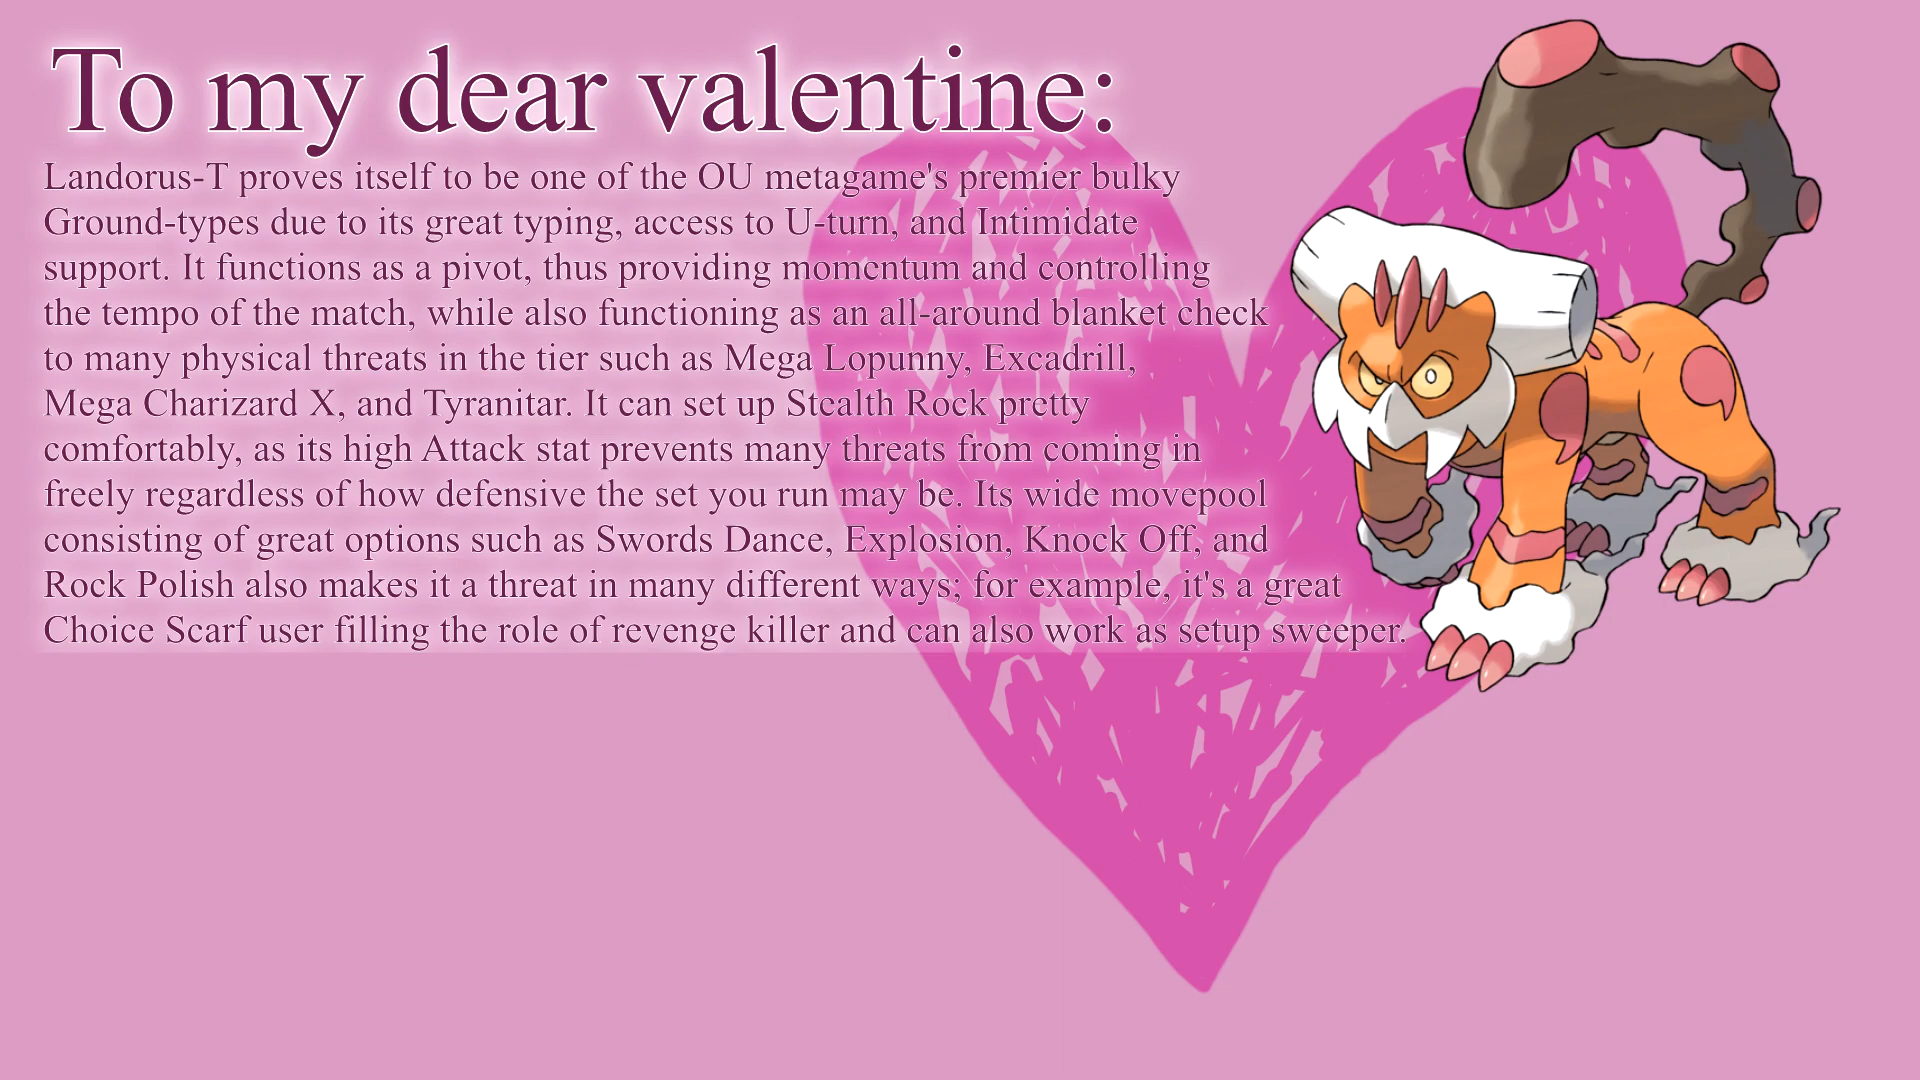 To my dear valentine:
Landorus-T proves itself to be one of the OU metagame's premier bulky
Ground-types due to its great typing, access to U-turn, and Intimidate
support. It functions as a pivot, thus providing momentum and controlling
the tempo of the match, while also functioning as an all-around blanket check
to many physical threats in the tier such as Mega Lopunny, Excadrill,
Mega Charizard X, and Tyranitar. It can set up Stealth Rock pretty
comfortably, as its high Attack stat prevents many threats from coming in
freely regardless of how defensive the set you run may be. Its wide movepool
consisting of great options such as Swords Dance, Explosion, Knock Off, and
Rock Polish also makes it a threat in many different ways; for example, it's a great
Choice Scarf user filling the role of revenge killer and can also work as setup sweeper.